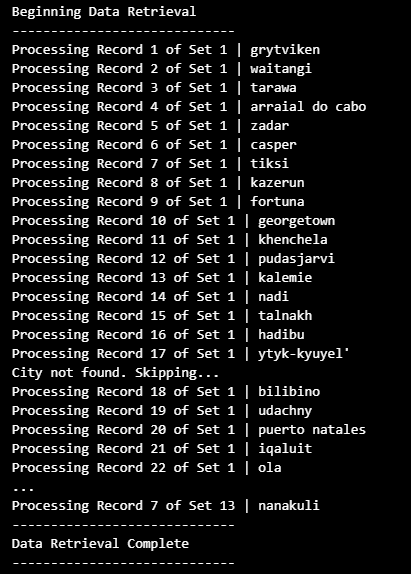 Beginning Data Retrieval
-----------------------------
Processing Record 1 of Set 1 | grytviken
Processing Record 2 of Set 1 | waitangi
Processing Record 3 of Set 1 | tarawa
Processing Record 4 of Set 1 | arraial do cabo
Processing Record 5 of Set 1 | zadar
Processing Record 6 of Set 1 | casper
Processing Record 7 of Set 1 | tiksi
Processing Record 8 of Set 1 | kazerun
Processing Record 9 of Set 1 | fortuna
Processing Record 10 of Set 1 | georgetown
Processing Record 11 of Set 1 | khenchela
Processing Record 12 of Set 1 | pudasjarvi
Processing Record 13 of Set 1 | kalemie
Processing Record 14 of Set 1 | nadi
Processing Record 15 of Set 1 | talnakh
Processing Record 16 of Set 1 | hadibu
Processing Record 17 of Set 1 | ytyk-kyuyel'
City not found. Skipping...
Processing Record 18 of Set 1 | bilibino
Processing Record 19 of Set 1 | udachny
Processing Record 20 of Set 1 | puerto natales
Processing Record 21 of Set 1 | iqaluit
Processing Record 22 of Set 1 | ola
...
Processing Record 7 of Set 13 | nanakuli
-----------------------------
Data Retrieval Complete
-----------------------------